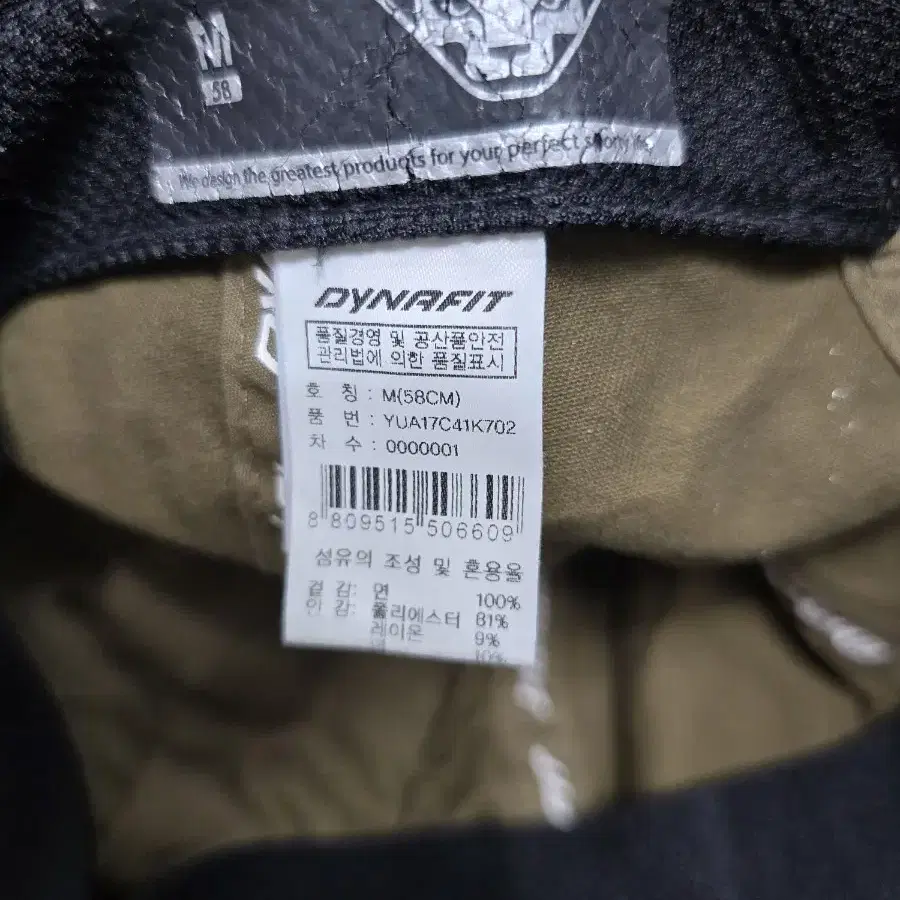 M
58
We design the greatest products for your perfect
DYNAFIT
품질경영 및 공산품안전
관리법에 의한 품질표시
호 칭 : M(58CM)
품 번 : YUA17C41K702
차 수 : 0000001
8 809515 506609
섬유의 조성 및 혼용율
겉 감: 면 100%
안 감: 폴리에스터 81%
레이온 9%
10%